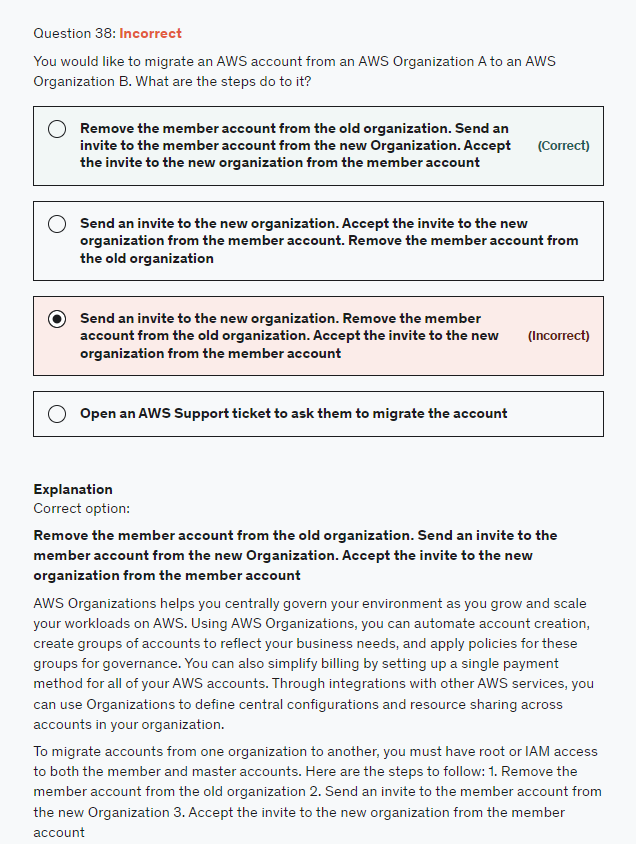 Question 38: Incorrect
You would like to migrate an AWS account from an AWS Organization A to an AWS
Organization B. What are the steps do to it?
Remove the member account from the old organization. Send an
invite to the member account from the new Organization. Accept
the invite to the new organization from the member account
(Correct)
Send an invite to the new organization. Accept the invite to the new
organization from the member account. Remove the member account from
the old organization
Send an invite to the new organization. Remove the member
account from the old organization. Accept the invite to the new
organization from the member account
(Incorrect)
Open an AWS Support ticket to ask them to migrate the account
Explanation
Correct option:
Remove the member account from the old organization. Send an invite to the
member account from the new Organization. Accept the invite to the new
organization from the member account
AWS Organizations helps you centrally govern your environment as you grow and scale
your workloads on AWS. Using AWS Organizations, you can automate account creation,
create groups of accounts to reflect your business needs, and apply policies for these
groups for governance. You can also simplify billing by setting up a single payment
method for all of your AWS accounts. Through integrations with other AWS services, you
can use Organizations to define central configurations and resource sharing across
accounts in your organization.
To migrate accounts from one organization to another, you must have root or IAM access
to both the member and master accounts. Here are the steps to follow: 1. Remove the
member account from the old organization 2. Send an invite to the member account from
the new Organization 3. Accept the invite to the new organization from the member
account